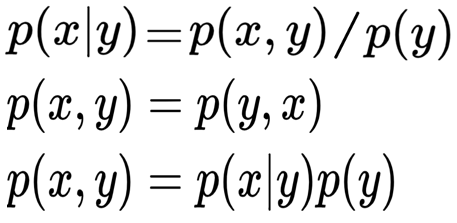 p(x|y)=p(x,y)/p(y)
p(x,y) = p(y,x)
p(x,y) = p(x|y)p(y)